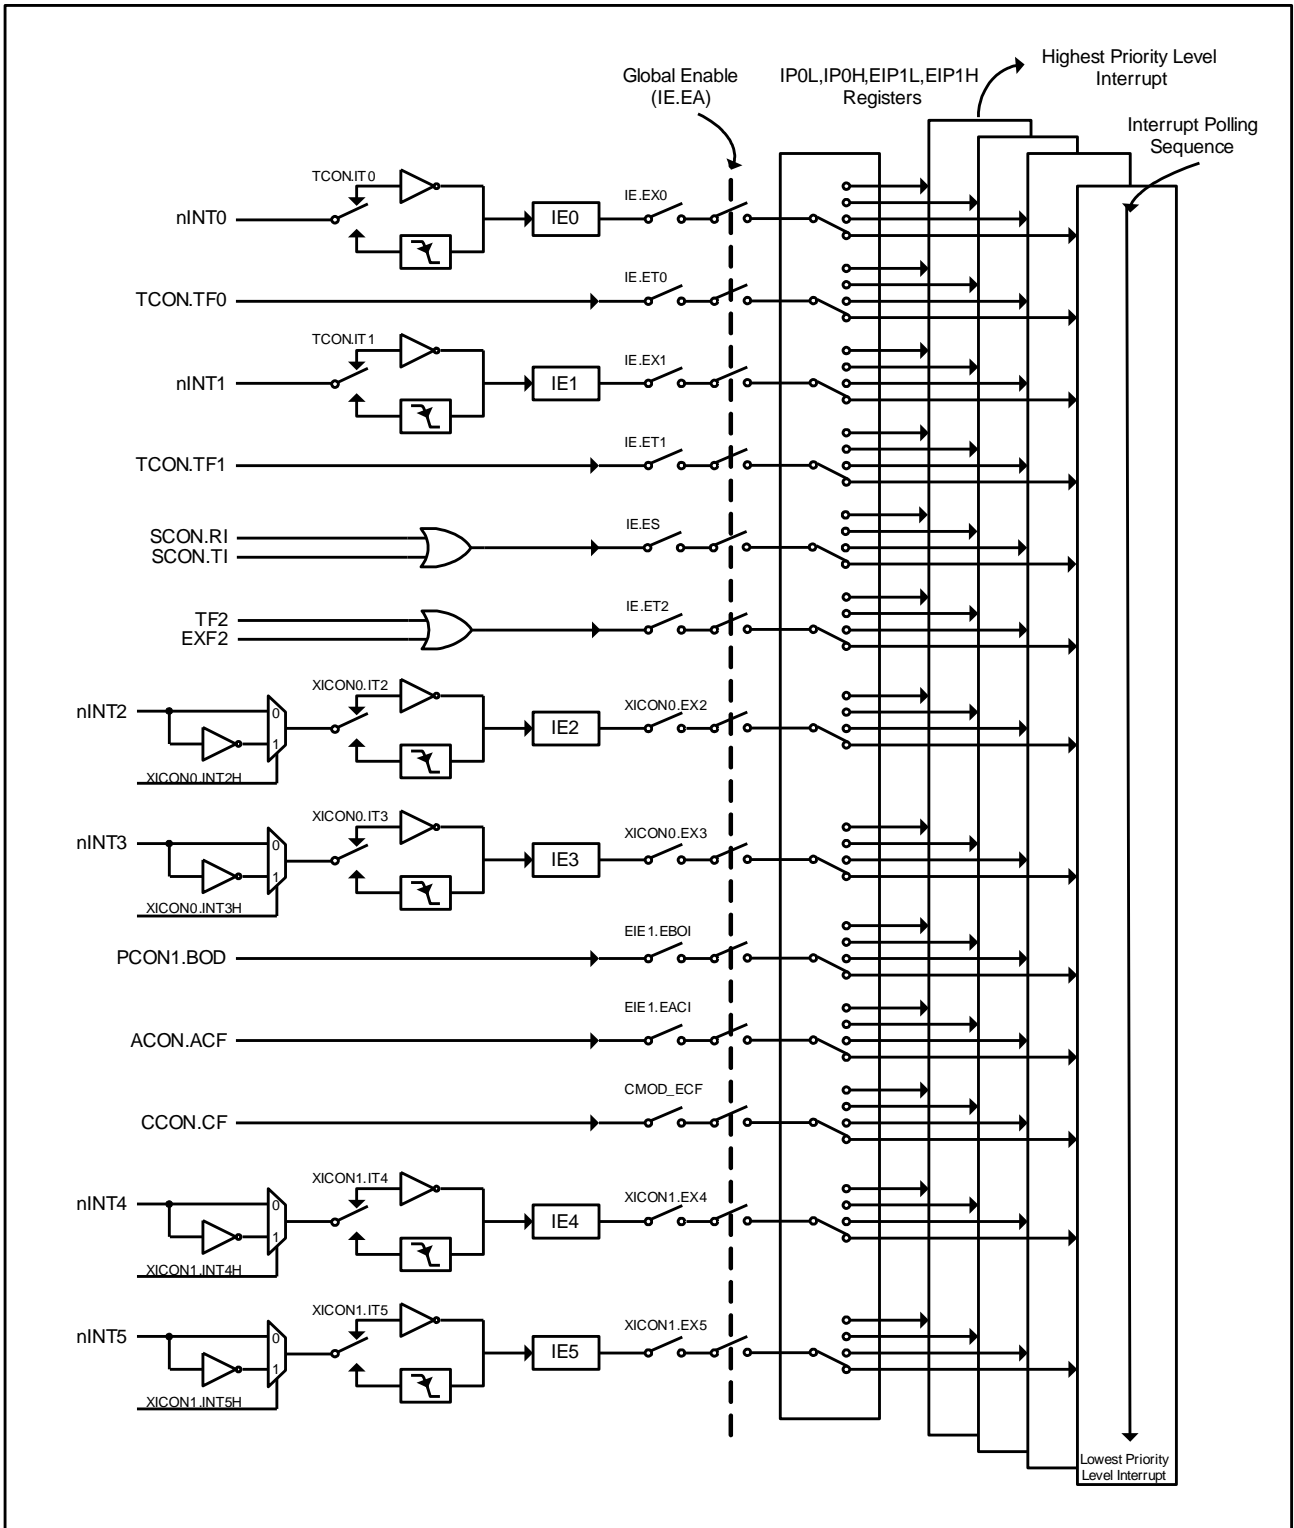 Highest Priority Level
Interrupt
Global Enable
(IE.EA)
IP0L,IP0H,EIP1L,EIP1H
Registers
Interrupt Polling
Sequence
TCON.IT0
nINT0
IE0
IE.EX0
TCON.TF0
IE.ET0
TCON.IT1
nINT1
IE1
IE.EX1
TCON.TF1
IE.ET1
SCON.RI
SCON.TI
IE.ES
TF2
EXF2
IE.ET2
nINT2
0
1
XICON0.INT2H
XICON0.IT2
IE2
XICON0.EX2
nINT3
0
1
XICON0.INT3H
XICON0.IT3
IE3
XICON0.EX3
PCON1.BOD
EIE1.EBOI
ACON.ACF
EIE1.EACI
CCON.CF
CMOD_ECF
nINT4
0
1
XICON1.INT4H
XICON1.IT4
IE4
XICON1.EX4
nINT5
0
1
XICON1.INT5H
XICON1.IT5
IE5
XICON1.EX5
Lowest Priority
Level Interrupt